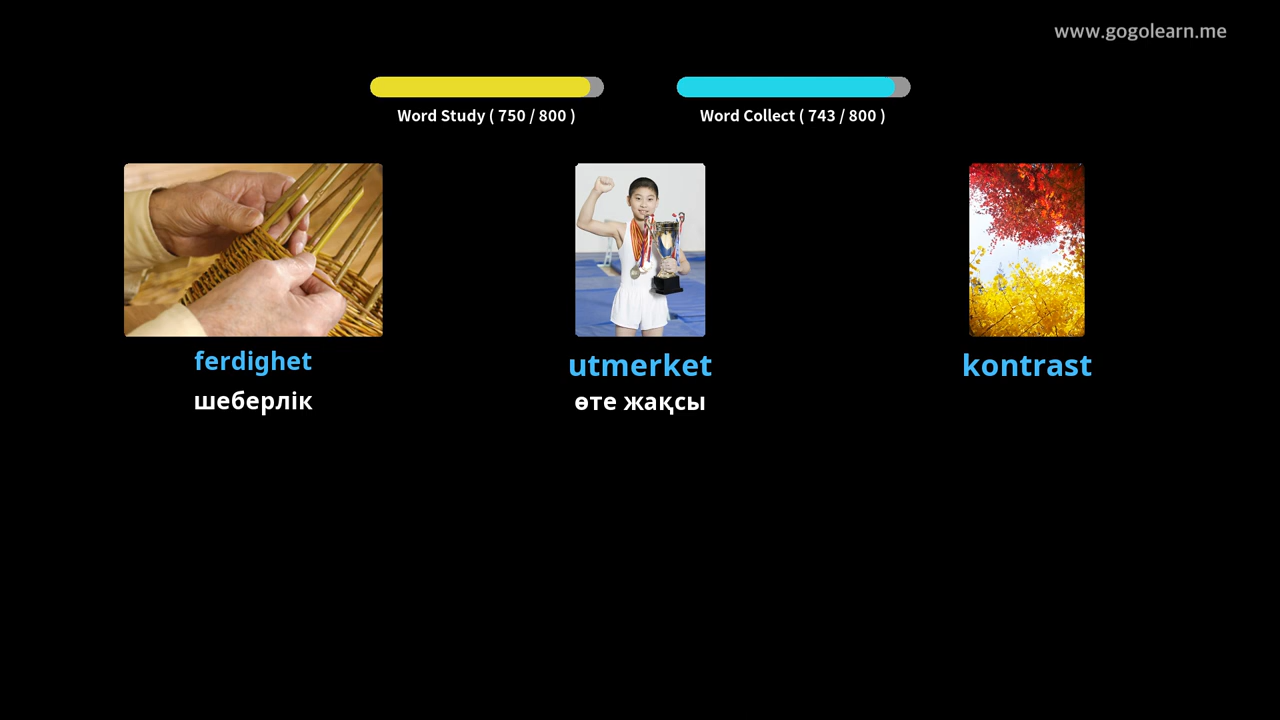 www.gogolearn.me
Word Study ( 750 / 800 )
Word Collect ( 743 / 800 )
ferdighet
шеберлік
utmerket
өте жақсы
kontrast